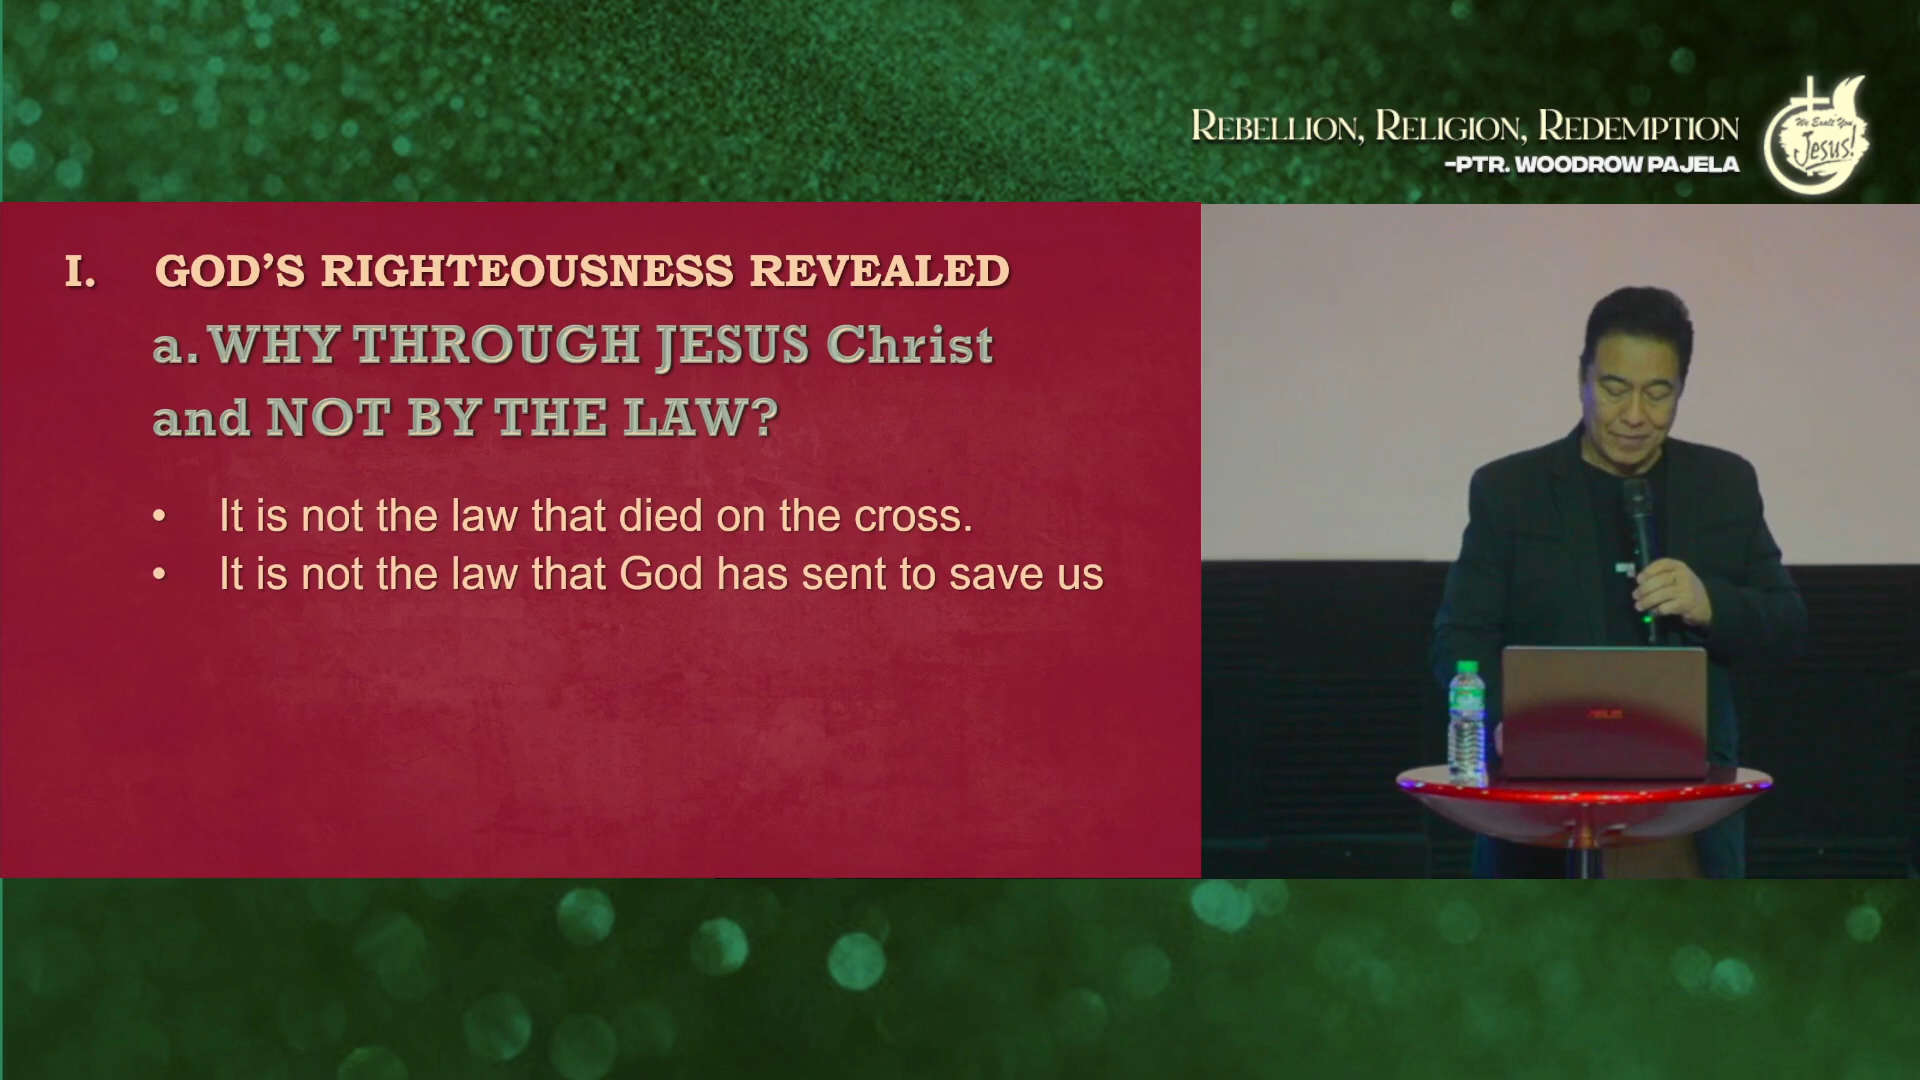 REBELLION, RELIGION, REDEMPTION
-PTR. WOODROW PAJELA
We Exalt You
Jesus!
I. GOD'S RIGHTEOUSNESS REVEALED
a. WHY THROUGH JESUS Christ
and NOT BY THE LAW?
• It is not the law that died on the cross.
• It is not the law that God has sent to save us
ASUS